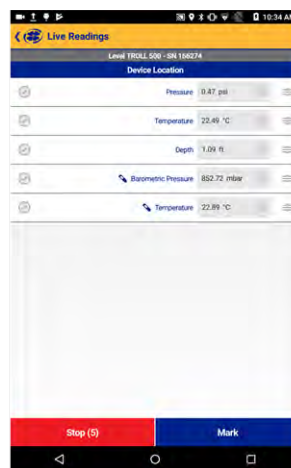 10:34 AM
Live Readings
Level TROLL 500 - SN 166274
Device Location
Pressure 0.47 psi
Temperature 22.49 °C
Depth 1.09 ft
Barometric Pressure 852.72 mbar
Temperature 22.89 °C
Stop (5) Mark